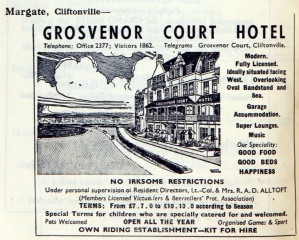 Margate, Cliftonville—
GROSVENOR COURT HOTEL
Telephone; Office 2377; Visitors 1862. Telegrams Grosvenor Court, Cliftonville.
Modern.
Fully Licensed.
Ideally situated facing
West. Overlooking
Oval Bandstand and
Sea.
Garage
Accommodation.
Super Lounges.
Music
Our Speciality:
GOOD FOOD
GOOD BEDS
HAPPINESS
NO IRKSOME RESTRICTIONS
Under personal supervision of Resident Directors, Lt.-Col. & Mrs. R. A. D. ALLTOFT
(Members Licensed Victuallers & Beersellers' Prot. Association)
TERMS: From £7.7.0 to £10.13.0 according to Season
Special Terms for children who are specially catered for and welcomed.
Pets Welcomed OPEN ALL THE YEAR Organised Game: & Sport
OWN RIDING ESTABLISHMENT—KIT FOR HIRE